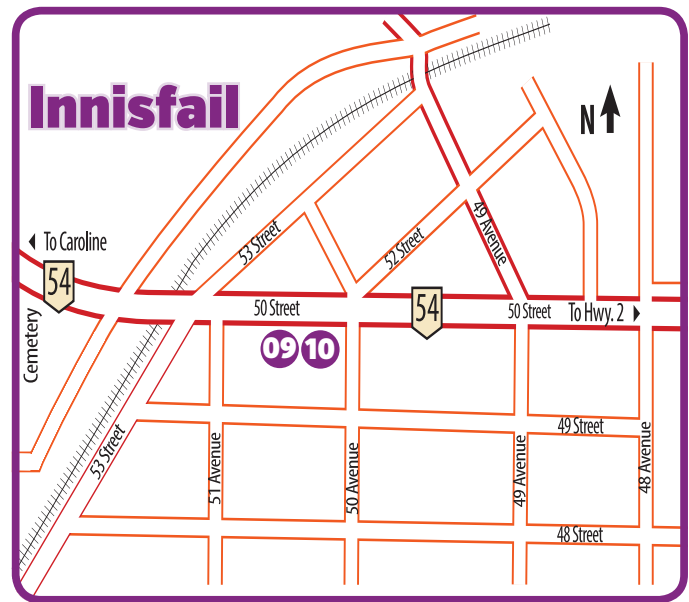 Innisfail
N
To Caroline
54
53 Street
52 Street
49 Avenue
50 Street
54
50 Street
To Hwy. 2
Cemetery
09
10
53 Street
51 Avenue
50 Avenue
49 Avenue
49 Street
48 Avenue
48 Street